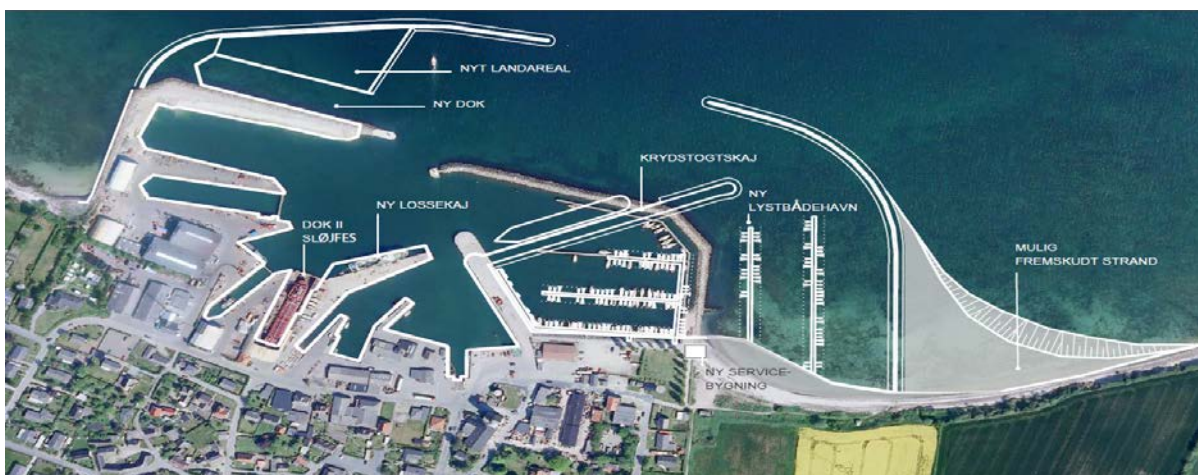 NYT LANDAREAL
NY DOK
KRYDSTOGTSKAJ
NY
LYSTBÅDEHAVN
NY LOSSEKAJ
DOK II
SLØJFES
MULIG
FREMSKUDT STRAND
NY SERVICE-
BYGNING